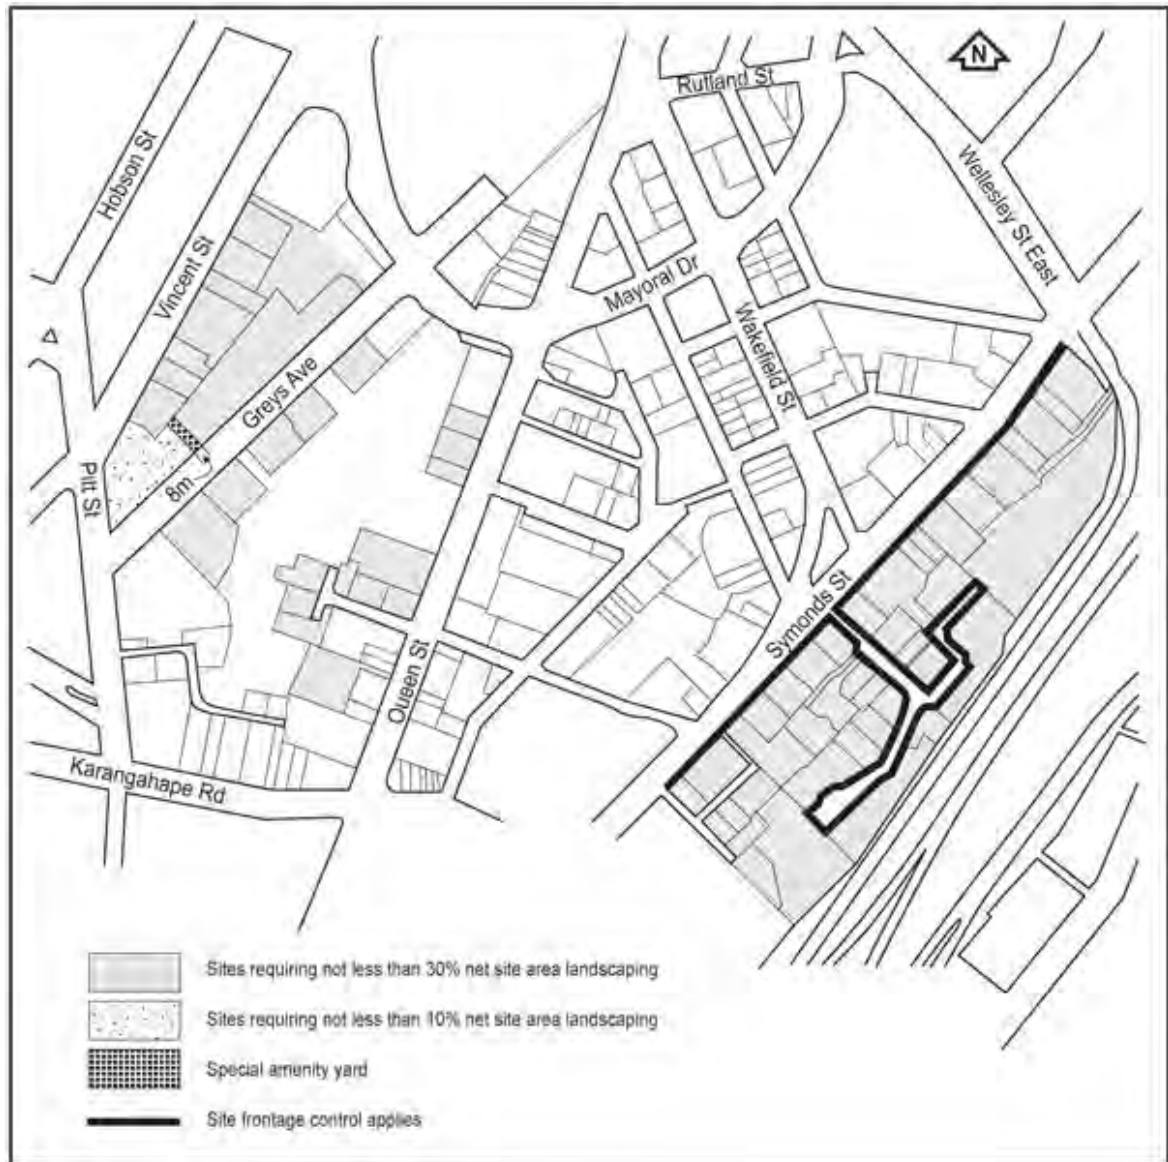 N
Rutland St
Hobson St
Wellesley St East
Vincent St
Mayoral Dr
Wakefield St
Greys Ave
8m
Pitt St
Symonds St
Queen St
Karangahape Rd
Sites requiring not less than 30% net site area landscaping
Sites requiring not less than 10% net site area landscaping
Special amenity yard
Site frontage control applies